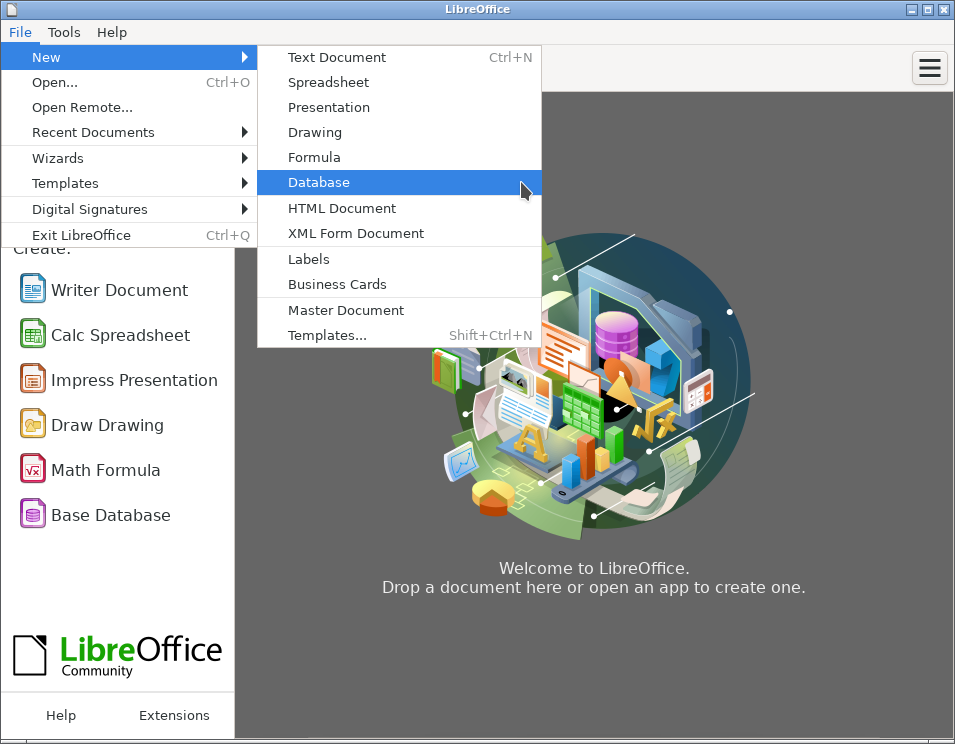 LibreOffice
File Tools Help
New
Open... Ctrl+O
Open Remote...
Recent Documents
Wizards
Templates
Digital Signatures
Exit LibreOffice Ctrl+Q
Text Document Ctrl+N
Spreadsheet
Presentation
Drawing
Formula
Database
HTML Document
XML Form Document
Labels
Business Cards
Master Document
Templates... Shift+Ctrl+N
Create:
Writer Document
Calc Spreadsheet
Impress Presentation
Draw Drawing
Math Formula
Base Database
Welcome to LibreOffice.
Drop a document here or open an app to create one.
LibreOffice
Community
Help Extensions